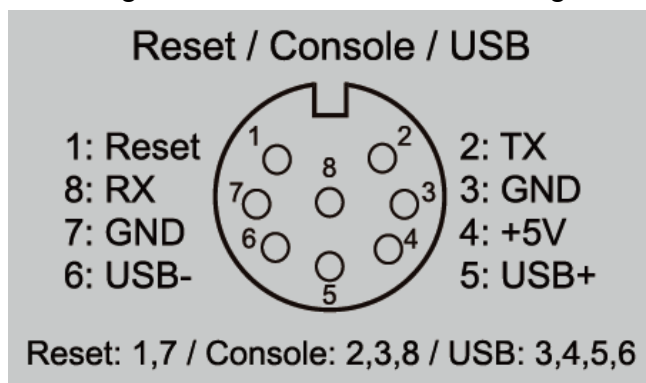 Reset / Console / USB
1: Reset
8: RX
7: GND
6: USB-
1
2
8
7
3
6
4
5
2: TX
3: GND
4: +5V
5: USB+
Reset: 1,7 / Console: 2,3,8 / USB: 3,4,5,6